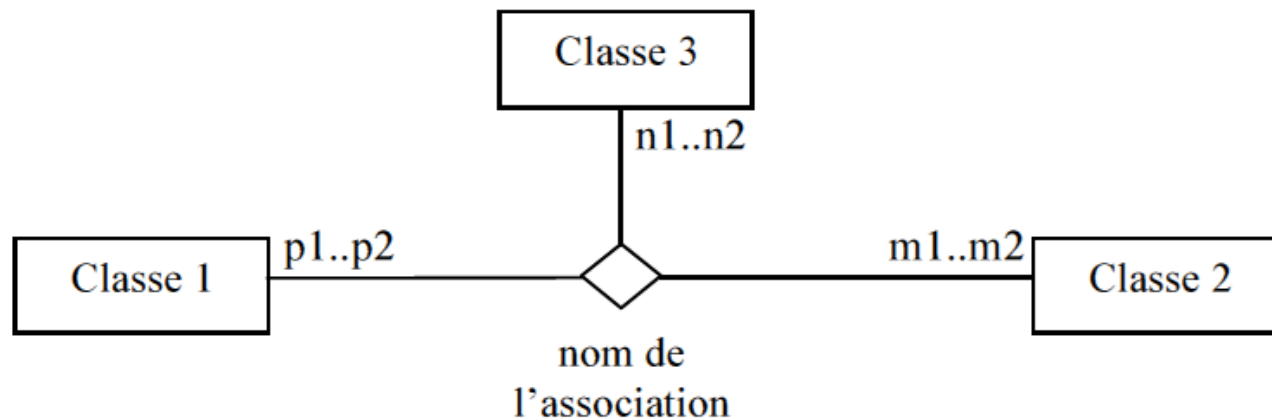 Classe 3
n1..n2
p1..p2
m1..m2
Classe 1
Classe 2
nom de
l’association